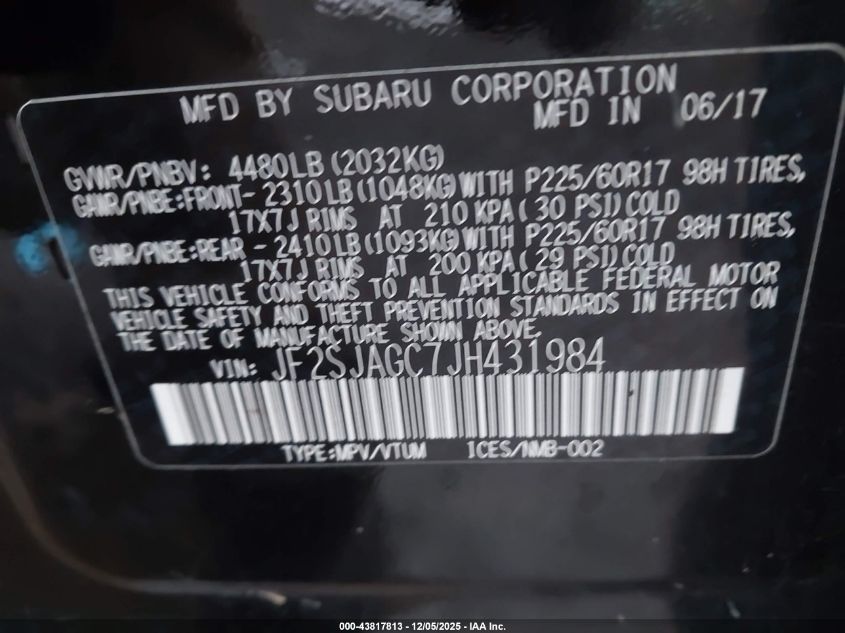 MFD BY SUBARU CORPORATION
MFD IN 06/17
GVWR/PNBV: 4480LB (2032KG)
GAWR/PNBE:FRONT- 2310LB (1048KG) WITH P225/60R17 98H TIRES,
17X7J RIMS AT 210 KPA ( 30 PSI) COLD
GAWR/PNBE:REAR - 2410LB (1093KG) WITH P225/60R17 98H TIRES,
17X7J RIMS AT 200 KPA ( 29 PSI) COLD
THIS VEHICLE CONFORMS TO ALL APPLICABLE FEDERAL MOTOR
VEHICLE SAFETY AND THEFT PREVENTION STANDARDS IN EFFECT ON
THE DATE OF MANUFACTURE SHOWN ABOVE.
VIN: JF2SJAGC7JH431984
TYPE:MPV/VTUM ICES/NMB-002
000-43817813 - 12/05/2025 - IAA Inc.